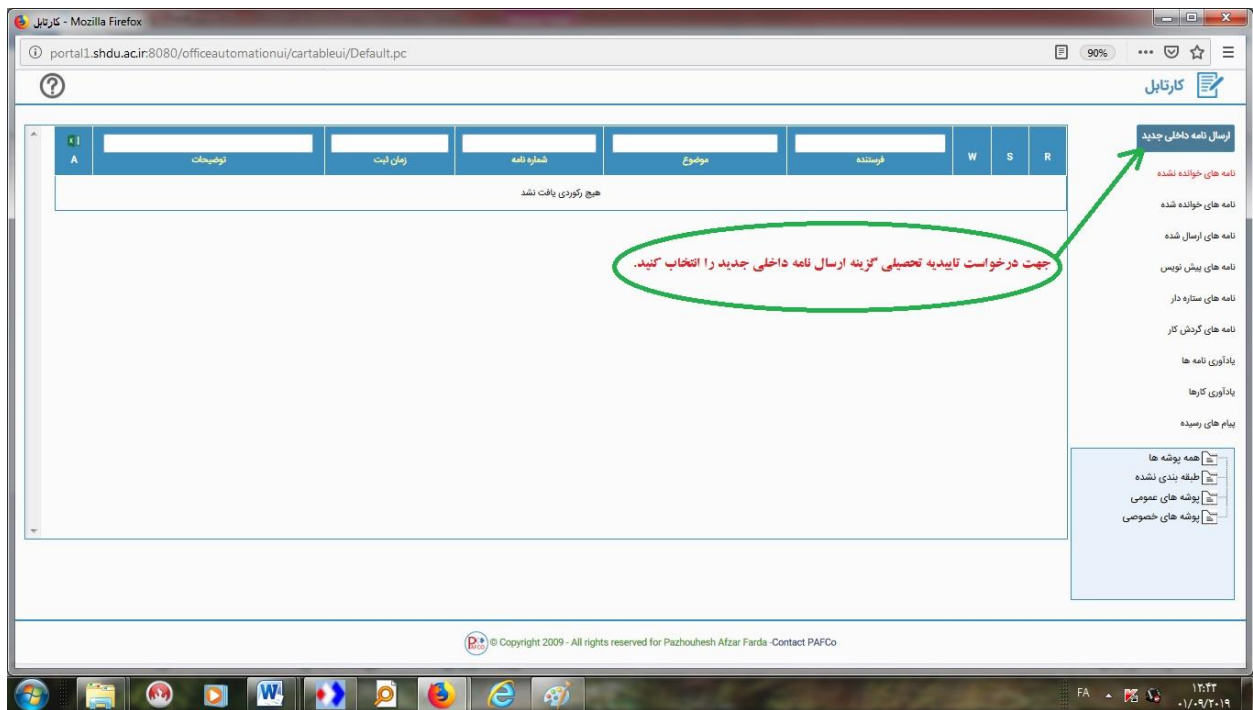 کارتابل - Mozilla Firefox
portal1.shdu.ac.ir:8080/officeautomationui/cartableui/Default.pc
90%
کارتابل
ارسال نامه داخلی جدید
نامه های خوانده نشده
نامه های خوانده شده
نامه های ارسال شده
نامه های پیش نویس
نامه های ستاره دار
نامه های گردش کار
یادآوری نامه ها
یادآوری کارها
پیام های رسیده
همه پوشه ها
طبقه بندی نشده
پوشه های عمومی
پوشه های خصوصی
R S W فرستنده موضوع شماره نامه زمان ثبت توضیحات A
هیچ رکوردی یافت نشد
جهت درخواست تاییدیه تحصیلی گزینه ارسال نامه داخلی جدید را انتخاب کنید.
PAFCO © Copyright 2009 - All rights reserved for Pazhouhesh Afzar Farda -Contact PAFCo
FA
۱۲:۴۳
۰۱/۰۹/۲۰۱۹